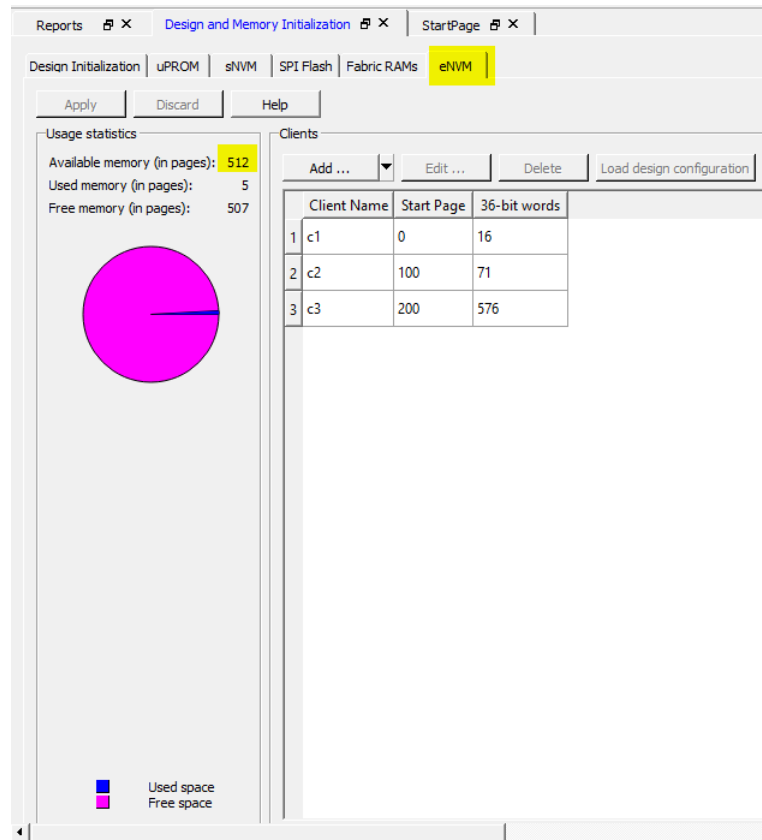 Reports Design and Memory Initialization StartPage
Design Initialization uPROM sNVM SPI Flash Fabric RAMs eNVM
Apply Discard Help
Usage statistics
Available memory (in pages): 512
Used memory (in pages): 5
Free memory (in pages): 507
Clients
Add ... Edit ... Delete Load design configuration
Client Name Start Page 36-bit words
1 c1 0 16
2 c2 100 71
3 c3 200 576
Used space
Free space